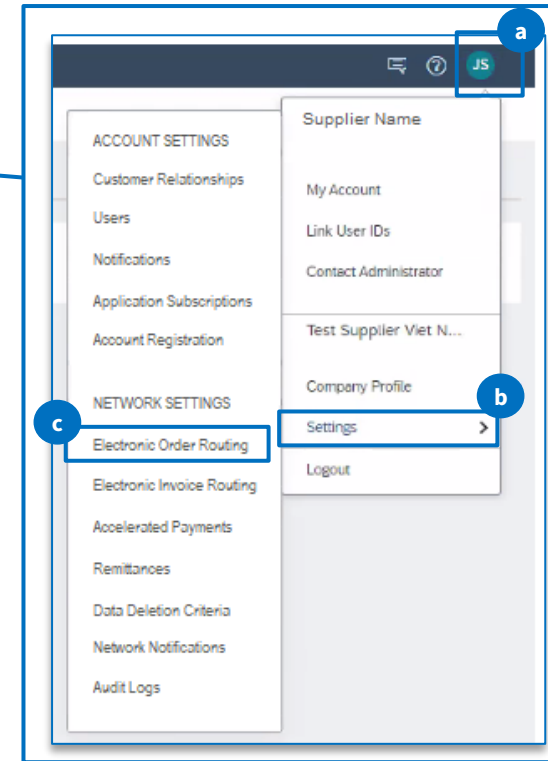 a
JS
Supplier Name
My Account
Link User IDs
Contact Administrator
Test Supplier Viet N...
Company Profile
b
Settings
Logout
ACCOUNT SETTINGS
Customer Relationships
Users
Notifications
Application Subscriptions
Account Registration
NETWORK SETTINGS
c
Electronic Order Routing
Electronic Invoice Routing
Accelerated Payments
Remittances
Data Deletion Criteria
Network Notifications
Audit Logs